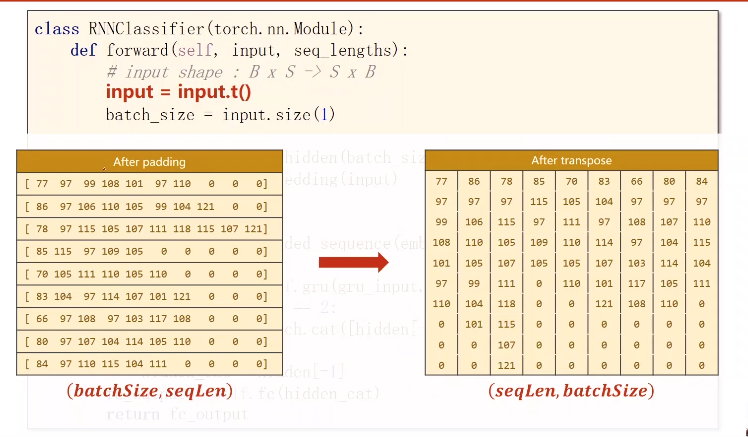 class RNNClassifier(torch.nn.Module):
def forward(self, input, seq_lengths):
# input shape : B x S -> S x B
input = input.t()
batch_size = input.size(1)
hidden(batch_siz
edding(input)
ded_sequence(emb
.gru(gru_input,
== 2:
ch.cat([hidden[
dden[-1]
.fc(hidden_cat)
return fc_output
After padding
[ 77 97 99 108 101 97 110 0 0 0]
[ 86 97 106 110 105 99 104 121 0 0]
[ 78 97 115 105 107 111 118 115 107 121]
[ 85 115 97 109 105 0 0 0 0 0]
[ 70 105 111 110 105 110 0 0 0 0]
[ 83 104 97 114 107 101 121 0 0 0]
[ 66 97 108 97 103 117 108 0 0 0]
[ 80 97 107 104 114 105 110 0 0 0]
[ 84 97 110 115 104 111 0 0 0 0]
(batchSize, seqLen)
After transpose
77 86 78 85 70 83 66 80 84
97 97 97 115 105 104 97 97 97
99 106 115 97 111 97 108 107 110
108 110 105 109 110 114 97 104 115
101 105 107 105 105 107 103 114 104
97 99 111 0 110 101 117 105 111
110 104 118 0 0 121 108 110 0
0 101 115 0 0 0 0 0 0
0 0 107 0 0 0 0 0 0
0 0 121 0 0 0 0 0 0
(seqLen, batchSize)